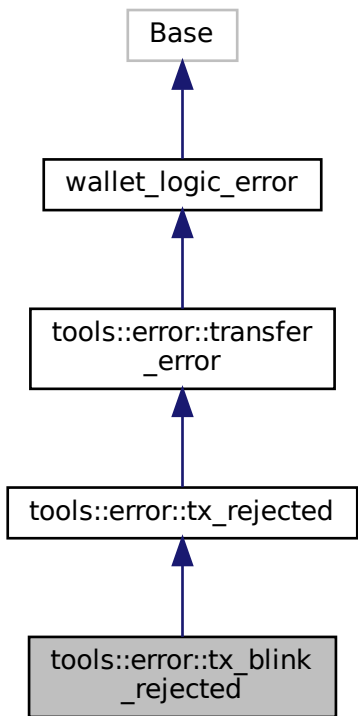 Base
wallet_logic_error
tools::error::transfer
_error
tools::error::tx_rejected
tools::error::tx_blink
_rejected